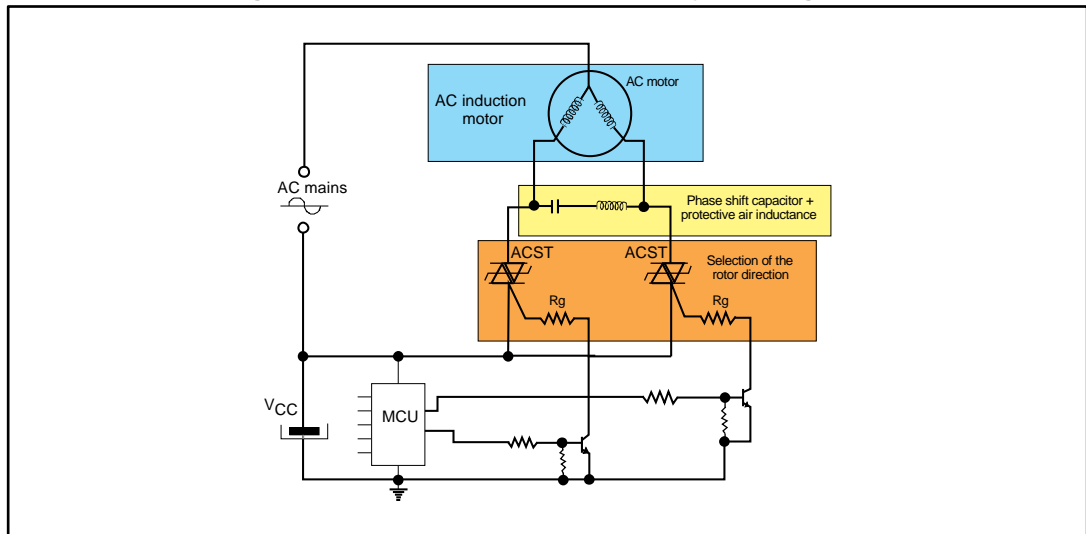 AC motor
AC induction
motor
AC mains
Phase shift capacitor +
protective air inductance
ACST
ACST
Selection of the
rotor direction
Rg
Rg
VCC
MCU